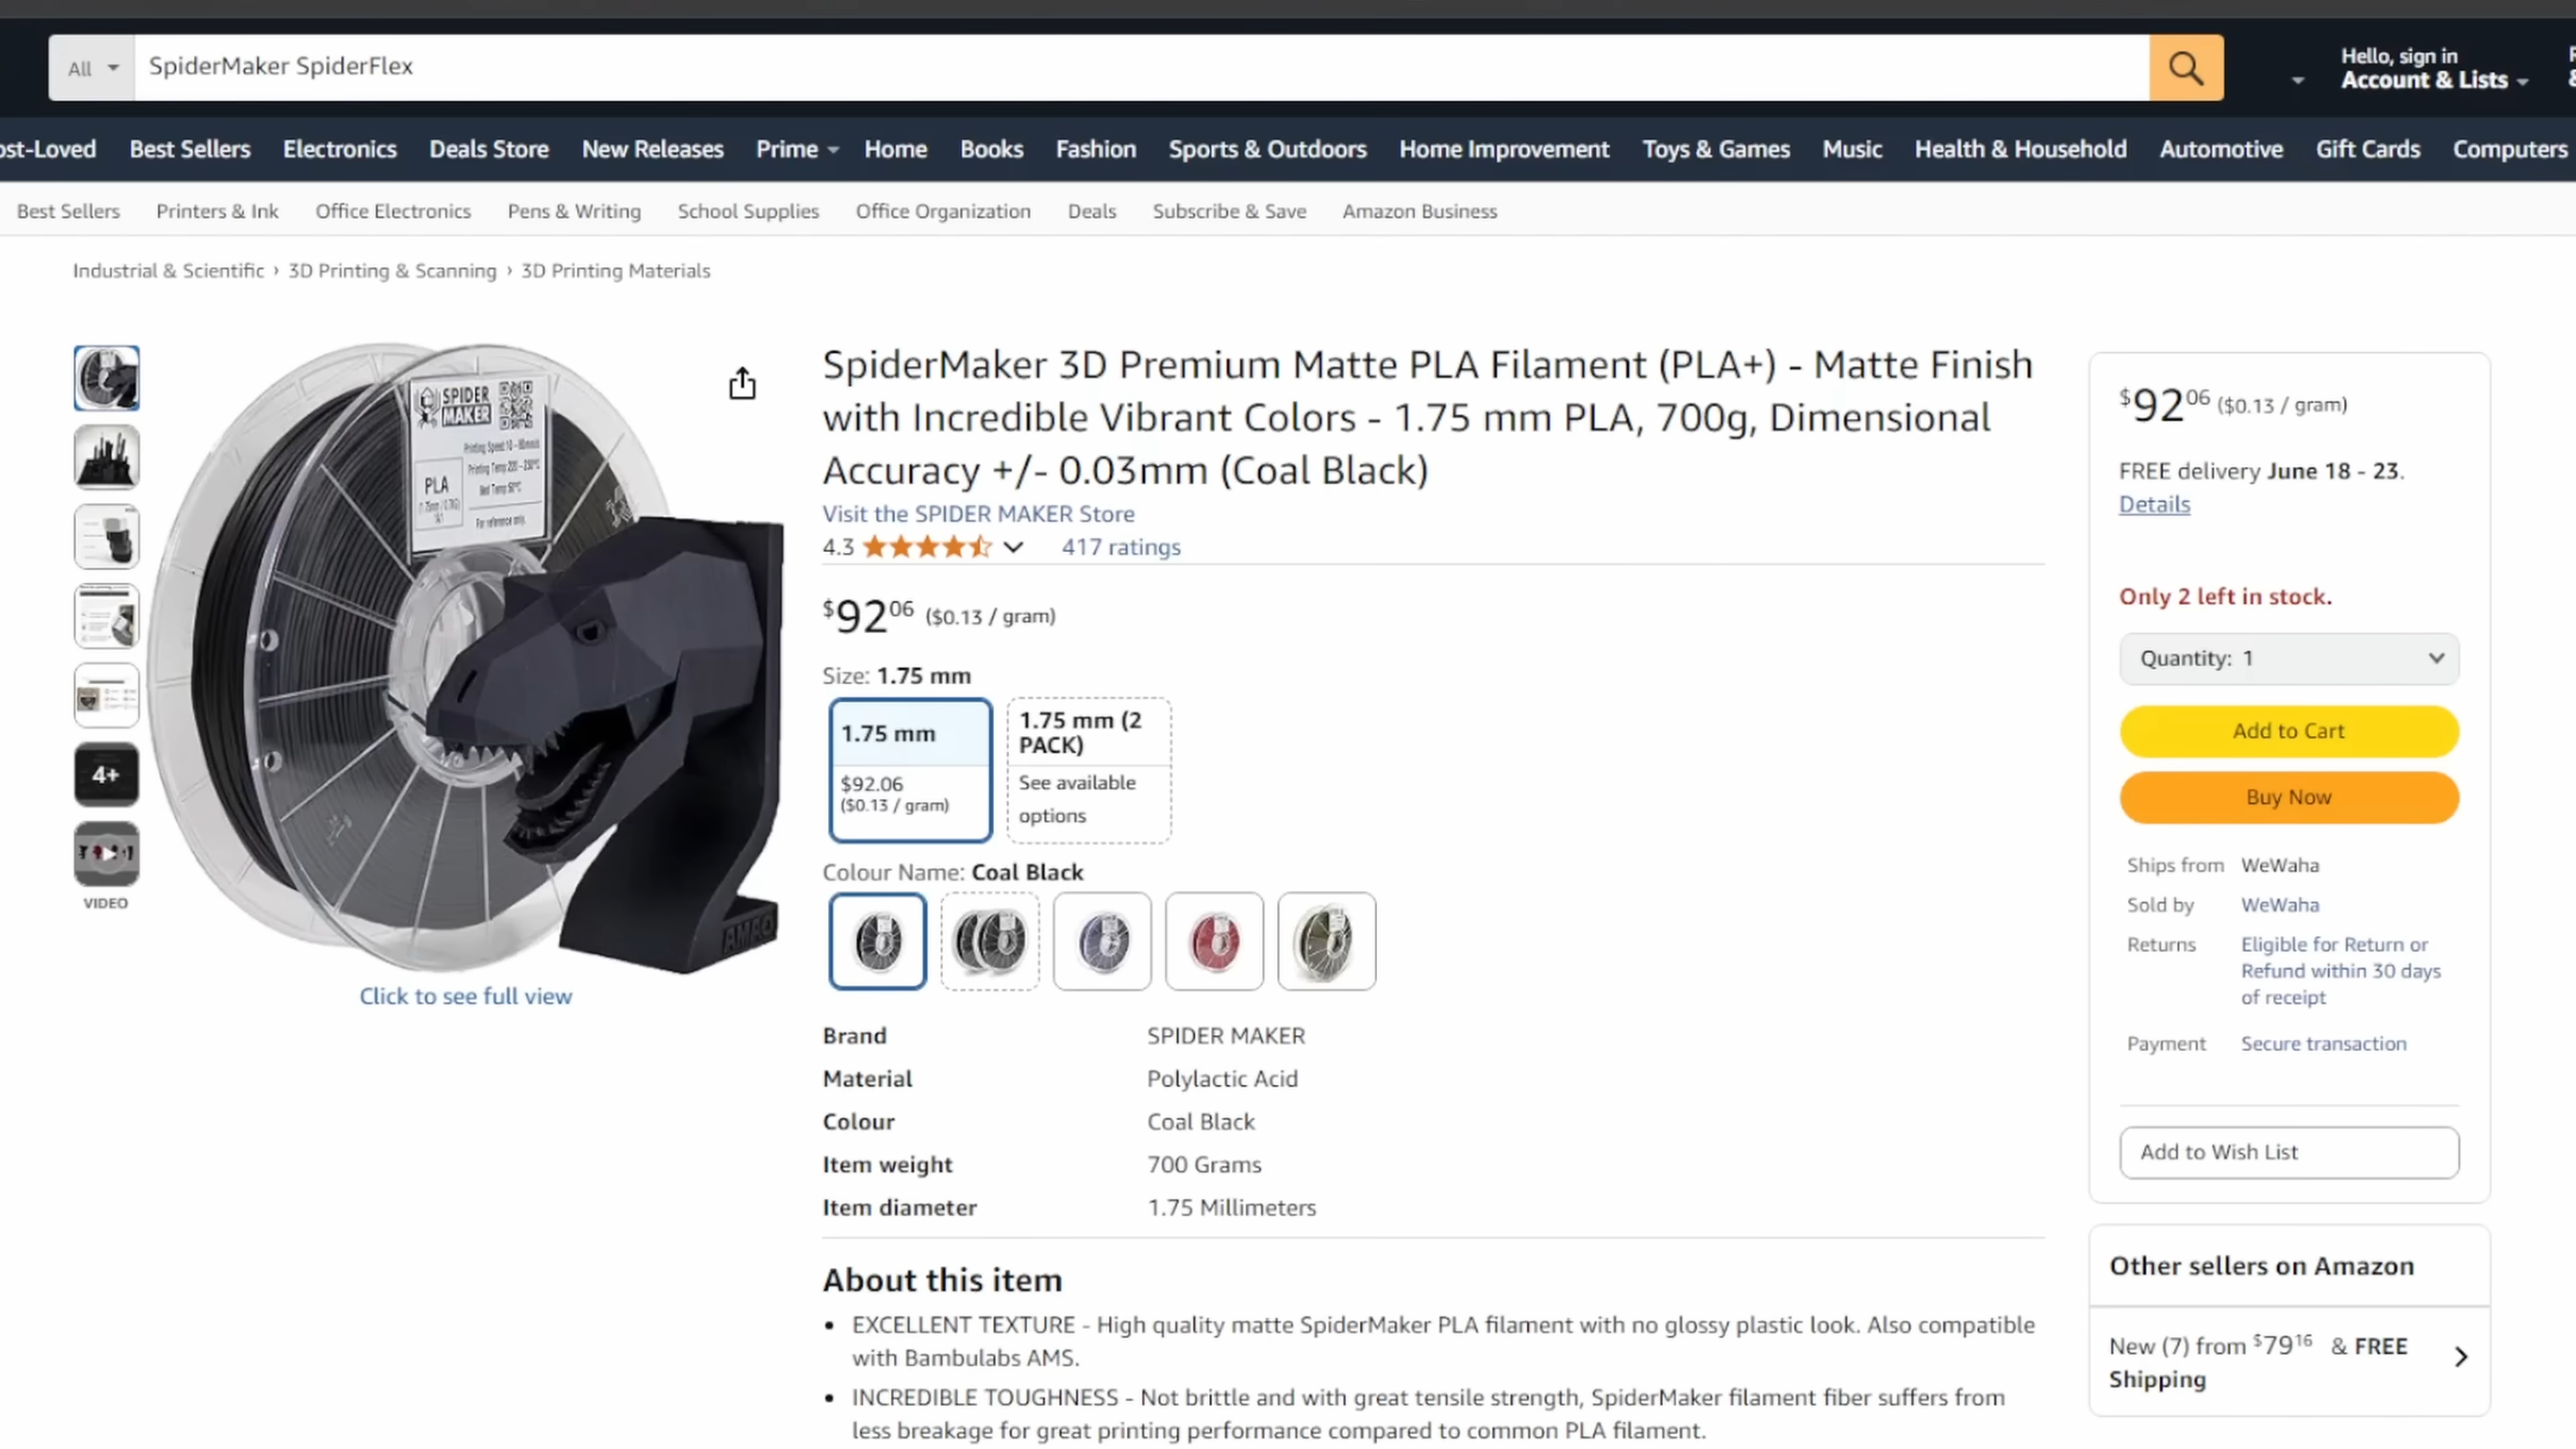 All
SpiderMaker SpiderFlex
Hello, sign in
Account & Lists
ost-Loved Best Sellers Electronics Deals Store New Releases Prime Home Books Fashion Sports & Outdoors Home Improvement Toys & Games Music Health & Household Automotive Gift Cards Computers
Best Sellers Printers & Ink Office Electronics Pens & Writing School Supplies Office Organization Deals Subscribe & Save Amazon Business
Industrial & Scientific › 3D Printing & Scanning › 3D Printing Materials
SPIDER
MAKER
PLA
For reference only.
4+
VIDEO
Click to see full view
SpiderMaker 3D Premium Matte PLA Filament (PLA+) - Matte Finish
with Incredible Vibrant Colors - 1.75 mm PLA, 700g, Dimensional
Accuracy +/- 0.03mm (Coal Black)
Visit the SPIDER MAKER Store
4.3 417 ratings
$9206 ($0.13 / gram)
Size: 1.75 mm
1.75 mm
$92.06
($0.13 / gram)
1.75 mm (2
PACK)
See available
options
Colour Name: Coal Black
Brand SPIDER MAKER
Material Polylactic Acid
Colour Coal Black
Item weight 700 Grams
Item diameter 1.75 Millimeters
About this item
• EXCELLENT TEXTURE - High quality matte SpiderMaker PLA filament with no glossy plastic look. Also compatible
with Bambulabs AMS.
• INCREDIBLE TOUGHNESS - Not brittle and with great tensile strength, SpiderMaker filament fiber suffers from
less breakage for great printing performance compared to common PLA filament.
$9206 ($0.13 / gram)
FREE delivery June 18 - 23.
Details
Only 2 left in stock.
Quantity: 1
Add to Cart
Buy Now
Ships from WeWaha
Sold by WeWaha
Returns Eligible for Return or
Refund within 30 days
of receipt
Payment Secure transaction
Add to Wish List
Other sellers on Amazon
New (7) from $7916 & FREE
Shipping